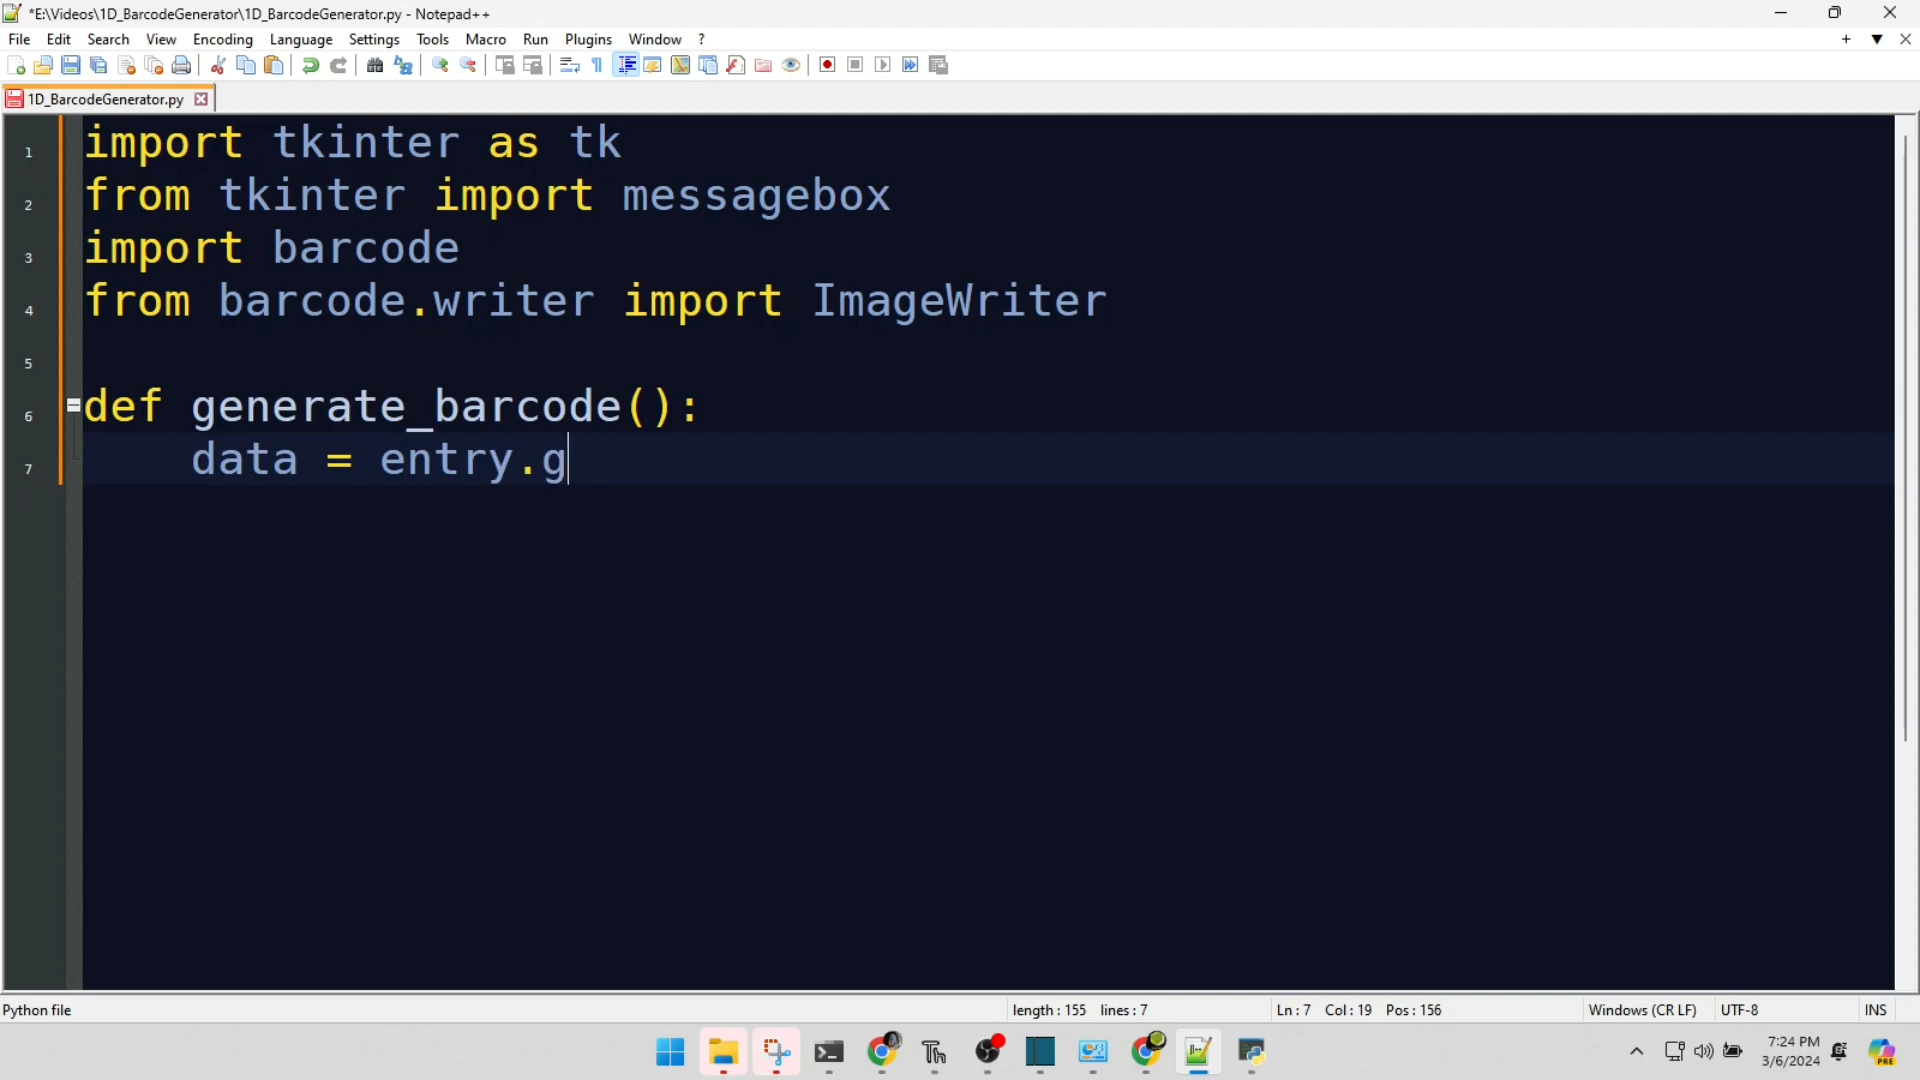 *E:\Videos\1D_BarcodeGenerator\1D_BarcodeGenerator.py - Notepad++
File Edit Search View Encoding Language Settings Tools Macro Run Plugins Window ?
1D_BarcodeGenerator.py
1 import tkinter as tk
2 from tkinter import messagebox
3 import barcode
4 from barcode.writer import ImageWriter
5
6 def generate_barcode():
7 data = entry.g
Python file length : 155 lines : 7 Ln : 7 Col : 19 Pos : 156 Windows (CR LF) UTF-8 INS
7:24 PM
3/6/2024
PRE